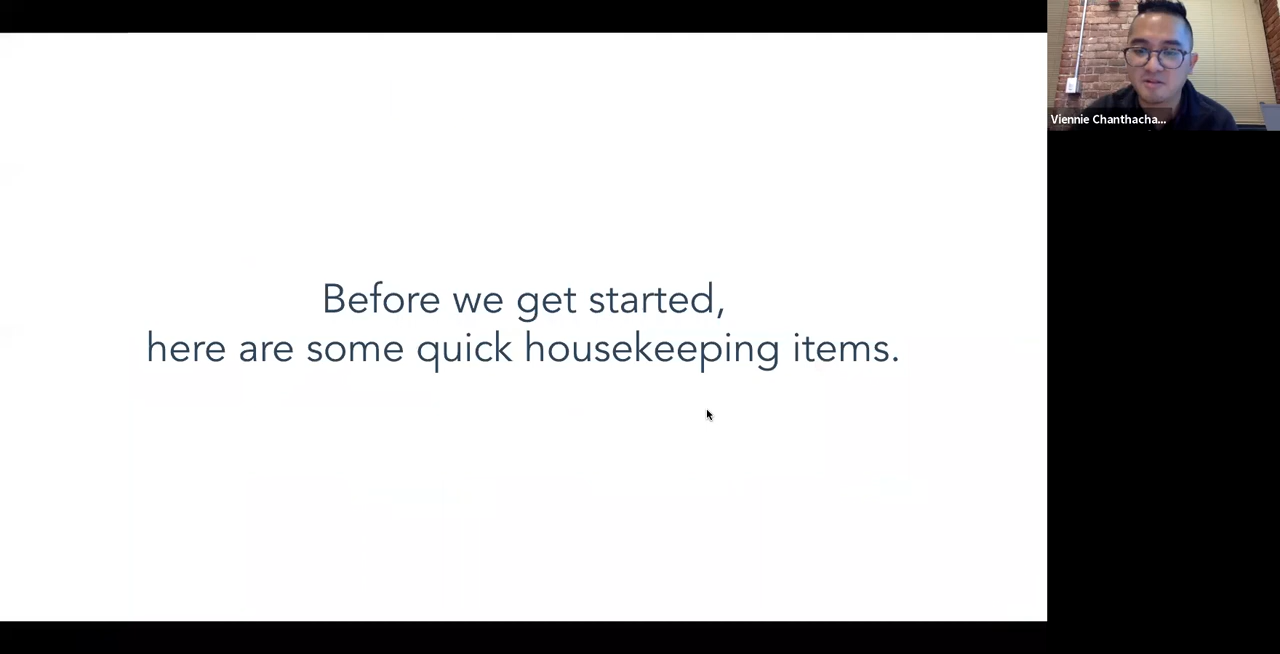 Before we get started,
here are some quick housekeeping items.
Viennie Chanthacha...